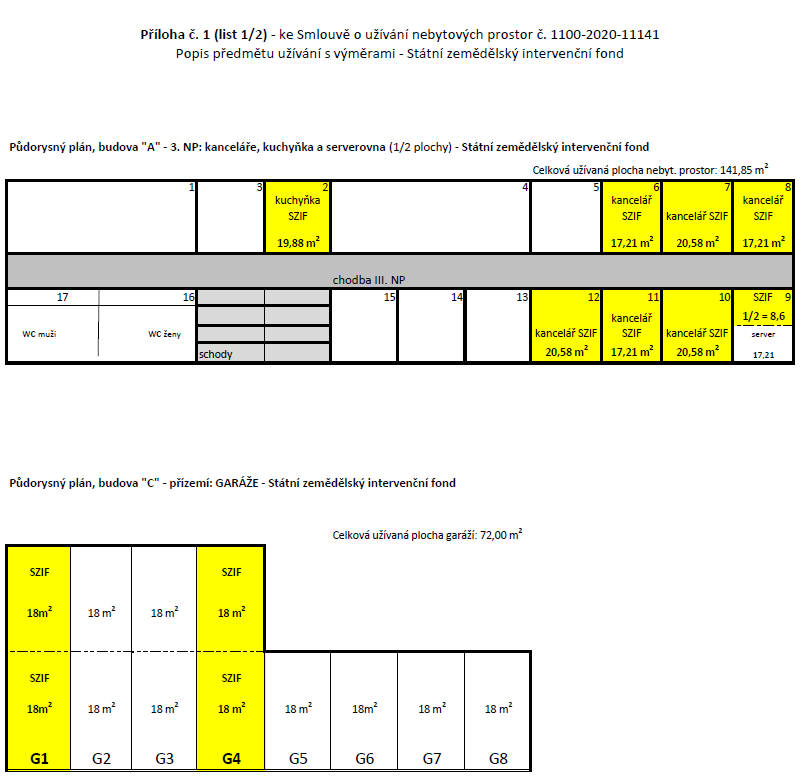 Příloha č. 1 (list 1/2) - ke Smlouvě o užívání nebytových prostor č. 1100-2020-11141
Popis předmětu užívání s výměrami - Státní zemědělský intervenční fond
Půdorysný plán, budova "A" - 3. NP: kanceláře, kuchyňka a serverovna (1/2 plochy) - Státní zemědělský intervenční fond
Celková užívaná plocha nebyt. prostor: 141,85 m²
1 3 2 4 5 6 7 8
kuchyňka kancelář kancelář
SZIF SZIF kancelář SZIF SZIF
19,88 m² 17,21 m² 20,58 m² 17,21 m²
chodba III. NP
17 16 15 14 13 12 11 10 SZIF 9
kancelář 1/2 = 8,6
WC muži WC ženy kancelář SZIF SZIF kancelář SZIF server
schody 20,58 m² 17,21 m² 20,58 m² 17,21
Půdorysný plán, budova "C" - přízemí: GARÁŽE - Státní zemědělský intervenční fond
Celková užívaná plocha garáží: 72,00 m²
SZIF SZIF
18m² 18 m² 18 m² 18 m²
SZIF SZIF
18m² 18 m² 18 m² 18 m² 18 m² 18m² 18 m² 18 m²
G1 G2 G3 G4 G5 G6 G7 G8